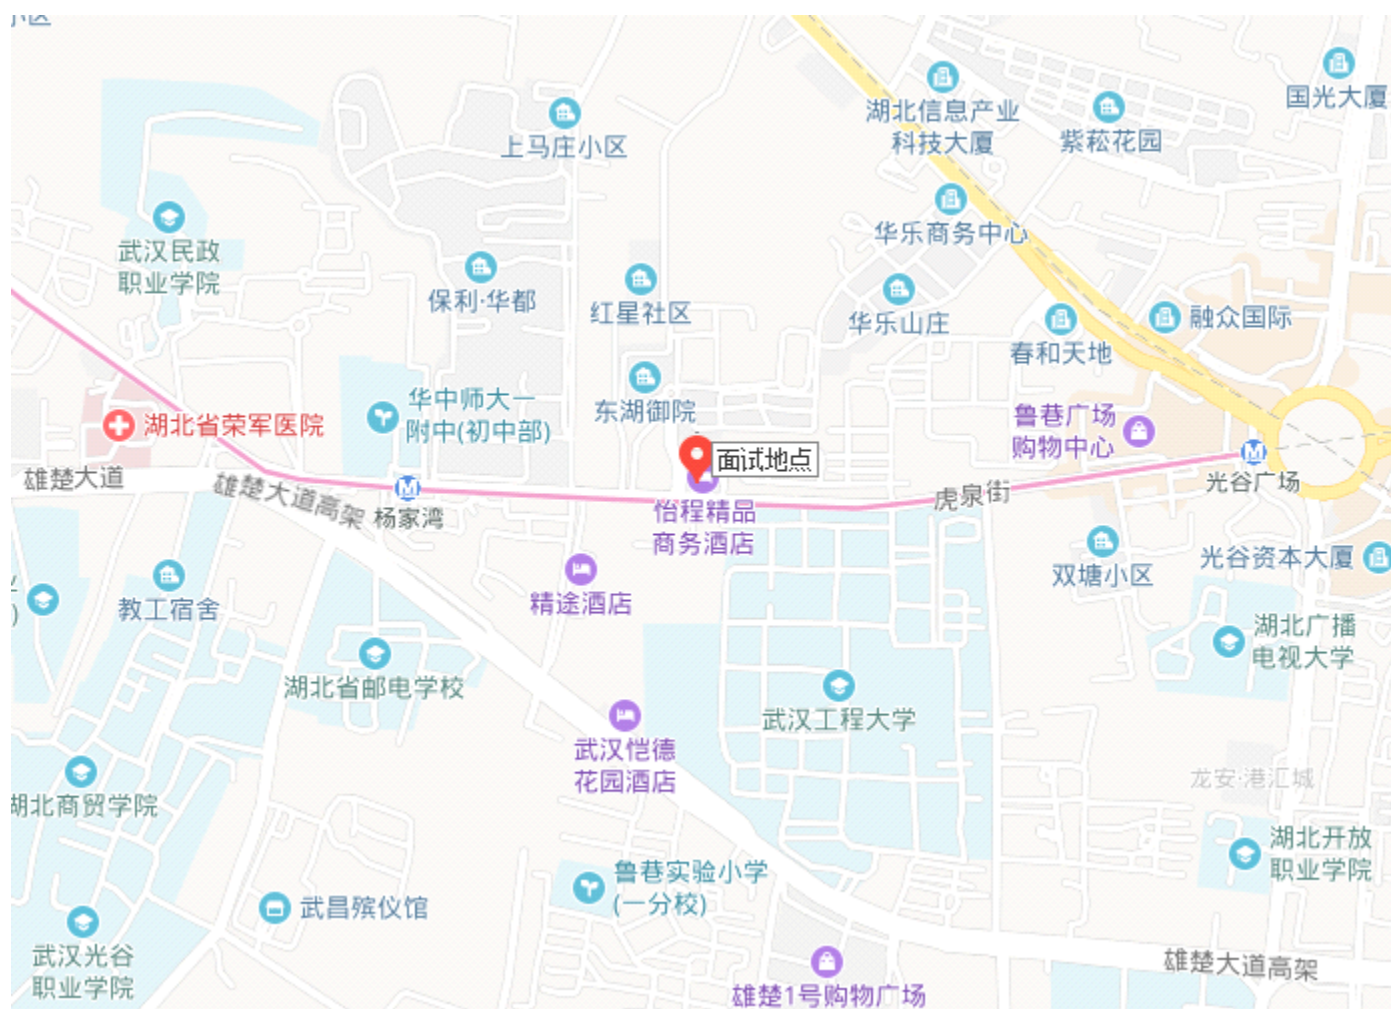 小区
国光大厦
湖北信息产业
科技大厦
紫菘花园
上马庄小区
武汉民政
职业学院
华乐商务中心
保利·华都
红星社区
华乐山庄
融众国际
春和天地
华中师大一
附中(初中部)
东湖御院
鲁巷广场
购物中心
湖北省荣军医院
面试地点
雄楚大道
雄楚大道高架
杨家湾
虎泉街
光谷广场
怡程精品
商务酒店
光谷资本大厦
双塘小区
精途酒店
教工宿舍
)
湖北广播
电视大学
湖北省邮电学校
武汉工程大学
武汉恺德
花园酒店
龙安·港汇城
湖北商贸学院
湖北开放
职业学院
鲁巷实验小学
(一分校)
武昌殡仪馆
武汉光谷
职业学院
雄楚大道高架
雄楚1号购物广场